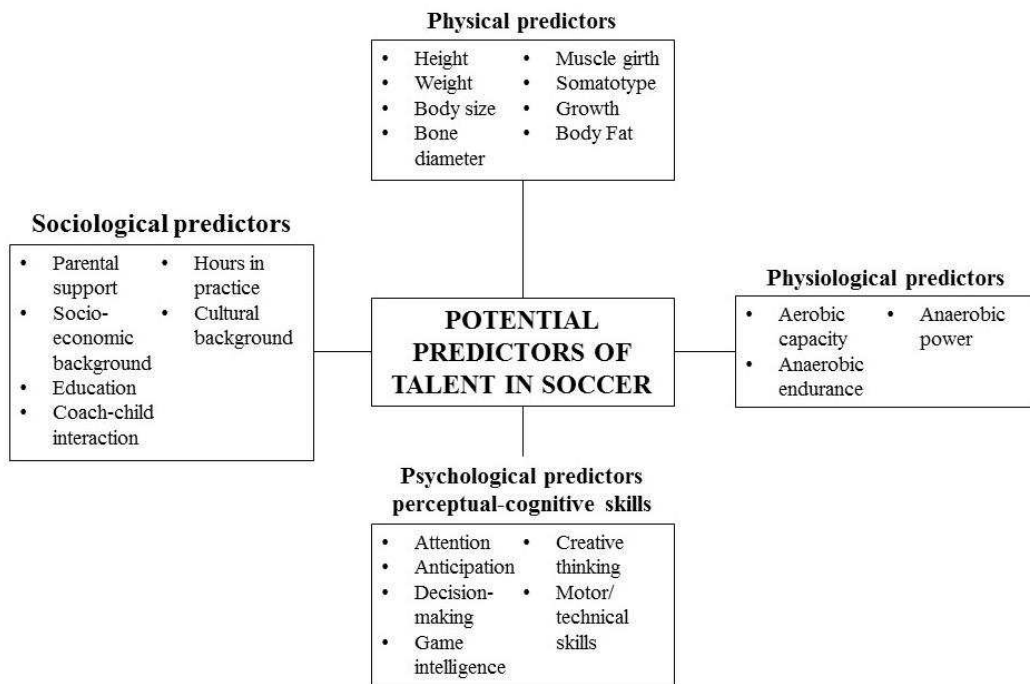 Physical predictors
• Height
• Weight
• Body size
• Bone
diameter
• Muscle girth
• Somatotype
• Growth
• Body Fat
Sociological predictors
• Parental
support
• Socio-
economic
background
• Education
• Coach-child
interaction
• Hours in
practice
• Cultural
background
POTENTIAL
PREDICTORS OF
TALENT IN SOCCER
Physiological predictors
• Aerobic
capacity
• Anaerobic
endurance
• Anaerobic
power
Psychological predictors
perceptual-cognitive skills
• Attention
• Anticipation
• Decision-
making
• Game
intelligence
• Creative
thinking
• Motor/
technical
skills